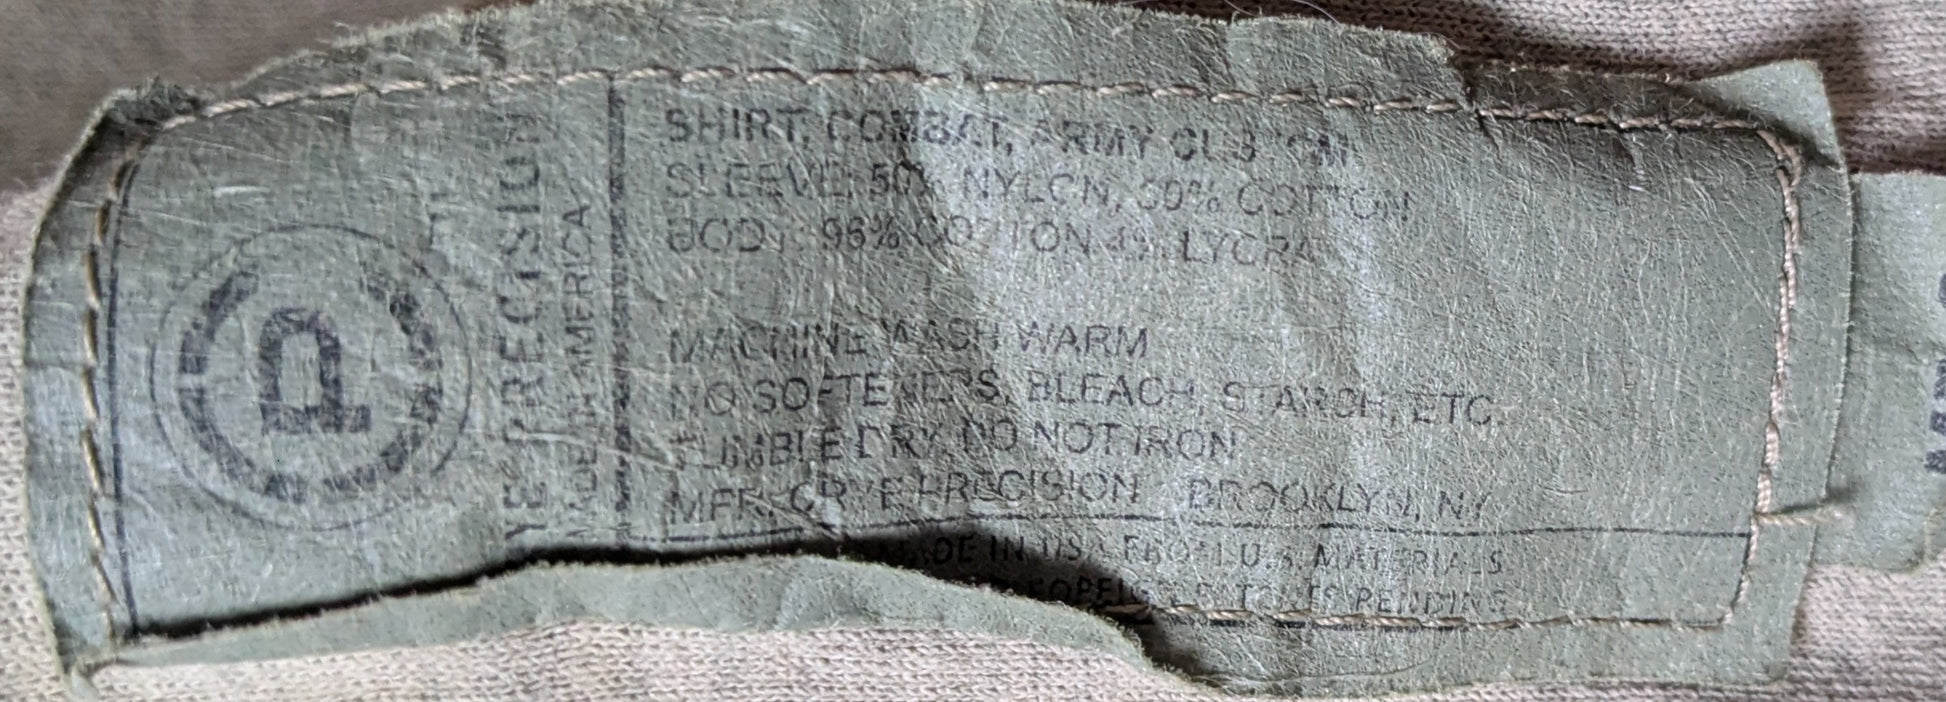 YE PRECISION
MADE IN AMERICA
SHIRT, COMBAT, ARMY CUSTOM
SLEEVE: 50% NYLON, 50% COTTON
BODY: 96% COTTON 4% LYCRA
MACHINE WASH WARM
NO SOFTENERS, BLEACH, STARCH, ETC.
TUMBLE DRY, DO NOT IRON
MFR: CRYE PRECISION BROOKLYN, NY
MADE IN USA FROM U.S. MATERIALS
FOREIGN PATENTS PENDING